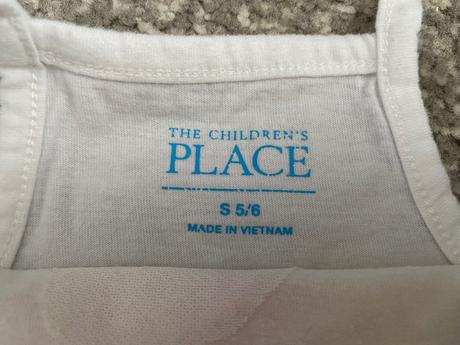 THE CHILDREN'S
PLACE
S 5/6
MADE IN VIETNAM